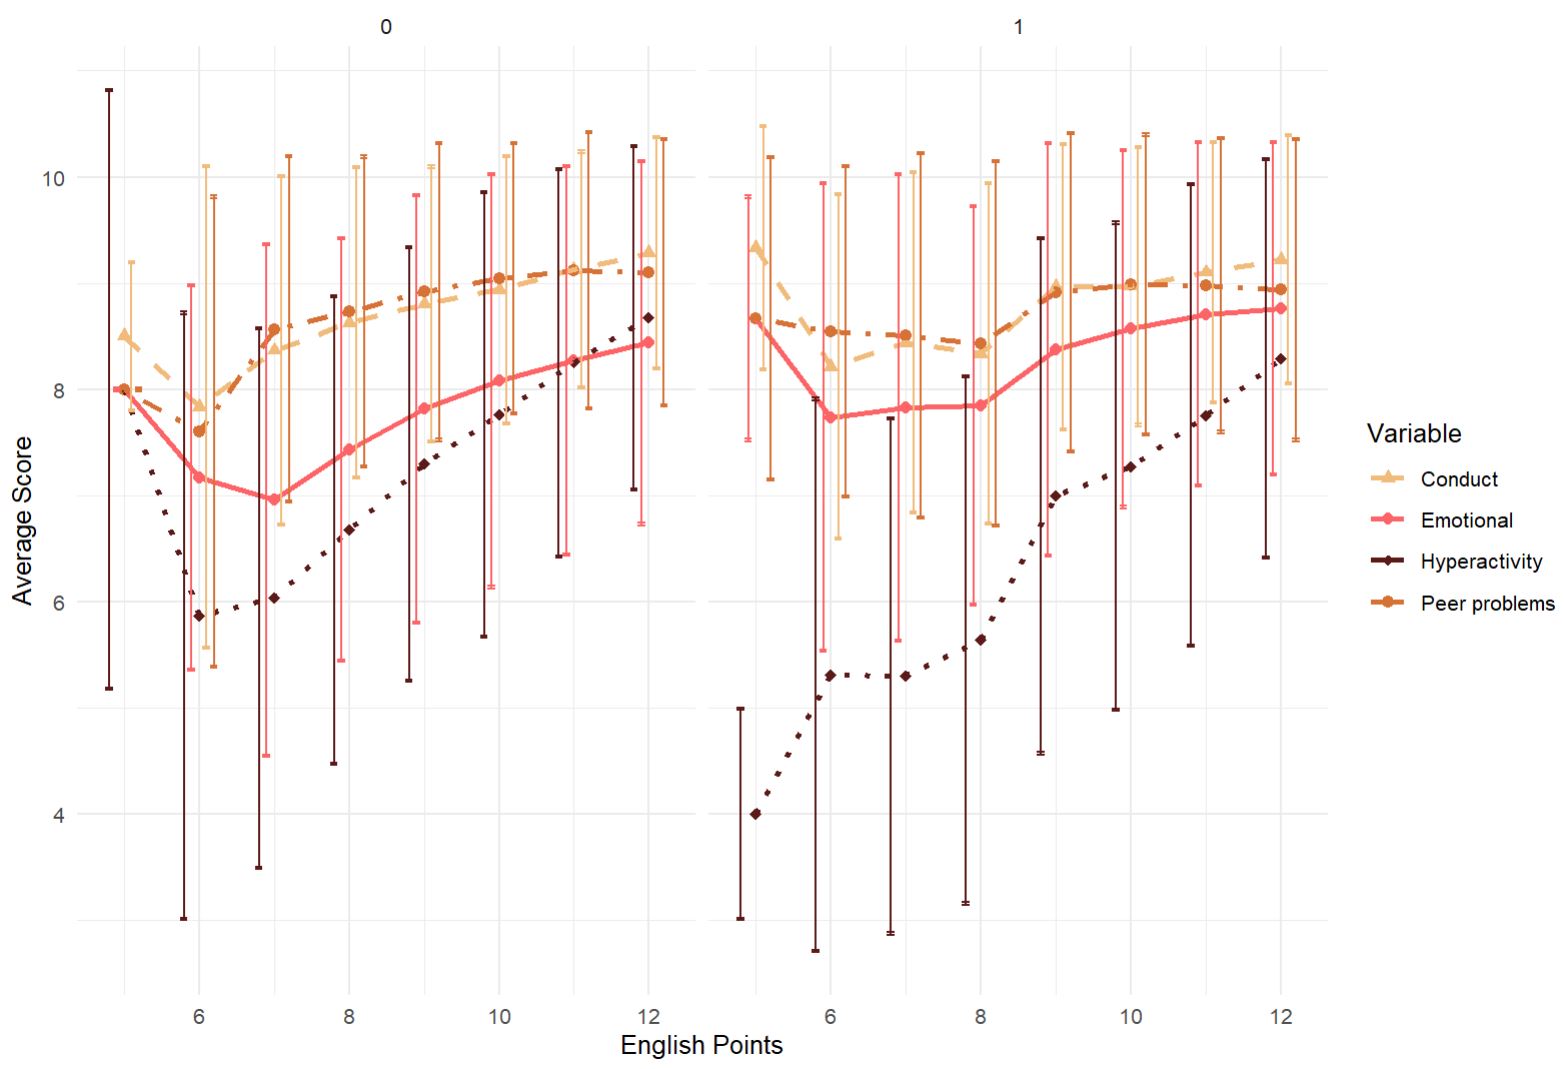 0
1
10
8
6
4
Average Score
6
8
10
12
6
8
10
12
English Points
Variable
Conduct
Emotional
Hyperactivity
Peer problems